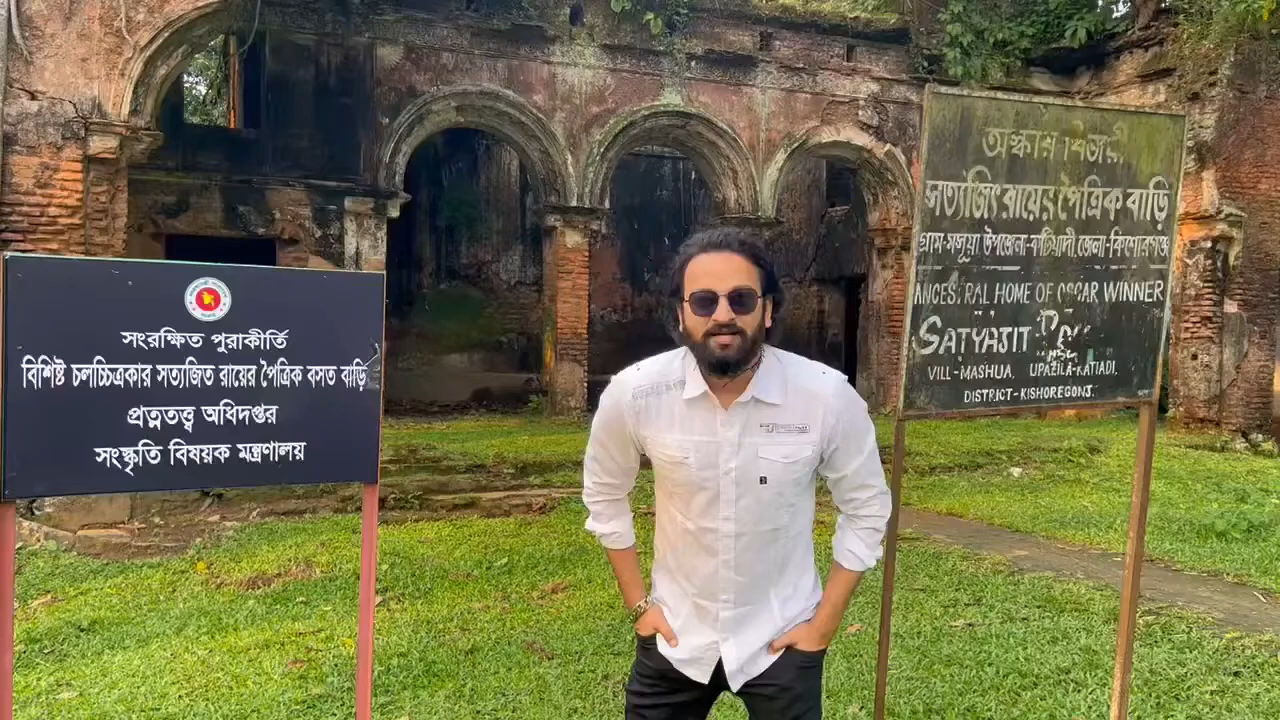 সংরক্ষিত পুরাকীর্তি
বিশিষ্ট চলচ্চিত্রকার সত্যজিত রায়ের পৈত্রিক বসত বাড়ি
প্রত্নতত্ত্ব অধিদপ্তর
সংস্কৃতি বিষয়ক মন্ত্রণালয়
অস্কার বিজয়ী
সত্যজিৎ রায়ের পৈত্রিক বাড়ি
গ্রাম-মসূয়া উপজেলা-কটিয়াদী জেলা-কিশোরগঞ্জ
ANCESTRAL HOME OF OSCAR WINNER
SATYAJIT
VILL-MASHUA, UPAZILA-KATIADI.
DISTRICT-KISHOREGONJ.